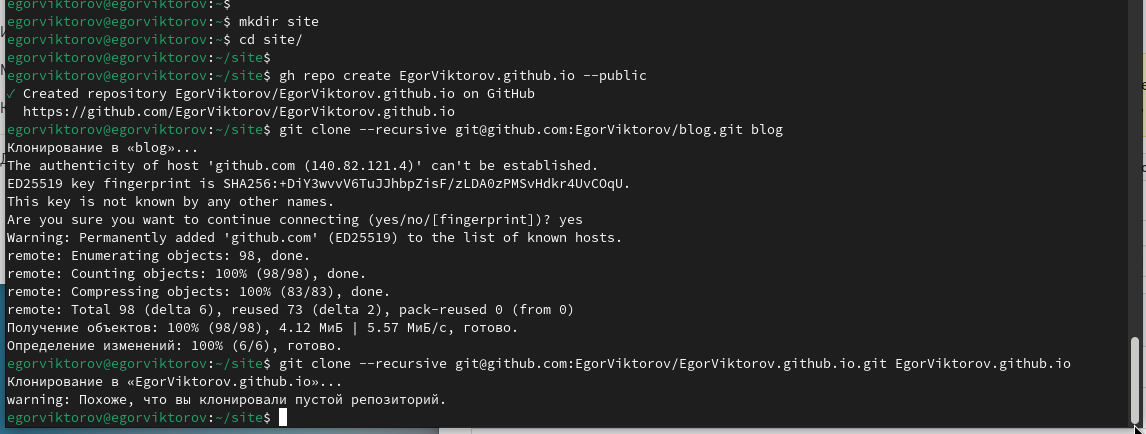 egorviktorov@egorviktorov:~$
egorviktorov@egorviktorov:~$ mkdir site
egorviktorov@egorviktorov:~$ cd site/
egorviktorov@egorviktorov:~/site$
egorviktorov@egorviktorov:~/site$ gh repo create EgorViktorov.github.io --public
✓ Created repository EgorViktorov/EgorViktorov.github.io on GitHub
  https://github.com/EgorViktorov/EgorViktorov.github.io
egorviktorov@egorviktorov:~/site$ git clone --recursive git@github.com:EgorViktorov/blog.git blog
Клонирование в «blog»...
The authenticity of host 'github.com (140.82.121.4)' can't be established.
ED25519 key fingerprint is SHA256:+DiY3wvvV6TuJJhbpZisF/zLDA0zPMSvHdkr4UvCOqU.
This key is not known by any other names.
Are you sure you want to continue connecting (yes/no/[fingerprint])? yes
Warning: Permanently added 'github.com' (ED25519) to the list of known hosts.
remote: Enumerating objects: 98, done.
remote: Counting objects: 100% (98/98), done.
remote: Compressing objects: 100% (83/83), done.
remote: Total 98 (delta 6), reused 73 (delta 2), pack-reused 0 (from 0)
Получение объектов: 100% (98/98), 4.12 МиБ | 5.57 МиБ/с, готово.
Определение изменений: 100% (6/6), готово.
egorviktorov@egorviktorov:~/site$ git clone --recursive git@github.com:EgorViktorov/EgorViktorov.github.io.git EgorViktorov.github.io
Клонирование в «EgorViktorov.github.io»...
warning: Похоже, что вы клонировали пустой репозиторий.
egorviktorov@egorviktorov:~/site$